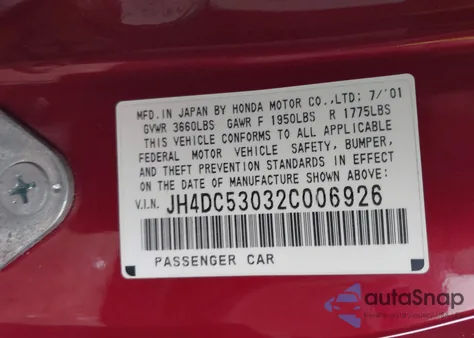 MFD. IN JAPAN BY HONDA MOTOR CO., LTD: 7/'01
GVWR 3660LBS GAWR F 1950LBS R 1775LBS
THIS VEHICLE CONFORMS TO ALL APPLICABLE
FEDERAL MOTOR VEHICLE SAFETY, BUMPER,
AND THEFT PREVENTION STANDARDS IN EFFECT
ON THE DATE OF MANUFACTURE SHOWN ABOVE:
V.I.N. JH4DC53032C006926
PASSENGER CAR
autoSnap